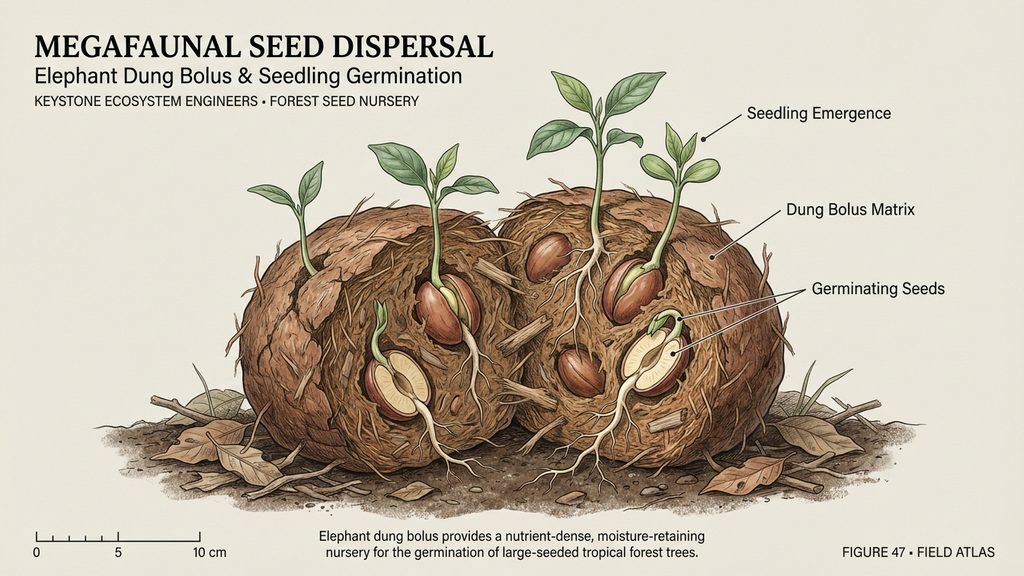 MEGAFAUNAL SEED DISPERSAL
Elephant Dung Bolus & Seedling Germination
KEYSTONE ECOSYSTEM ENGINEERS • FOREST SEED NURSERY
Seedling Emergence
Dung Bolus Matrix
Germinating Seeds
0 5 10 cm
Elephant dung bolus provides a nutrient-dense, moisture-retaining
nursery for the germination of large-seeded tropical forest trees.
FIGURE 47 • FIELD ATLAS